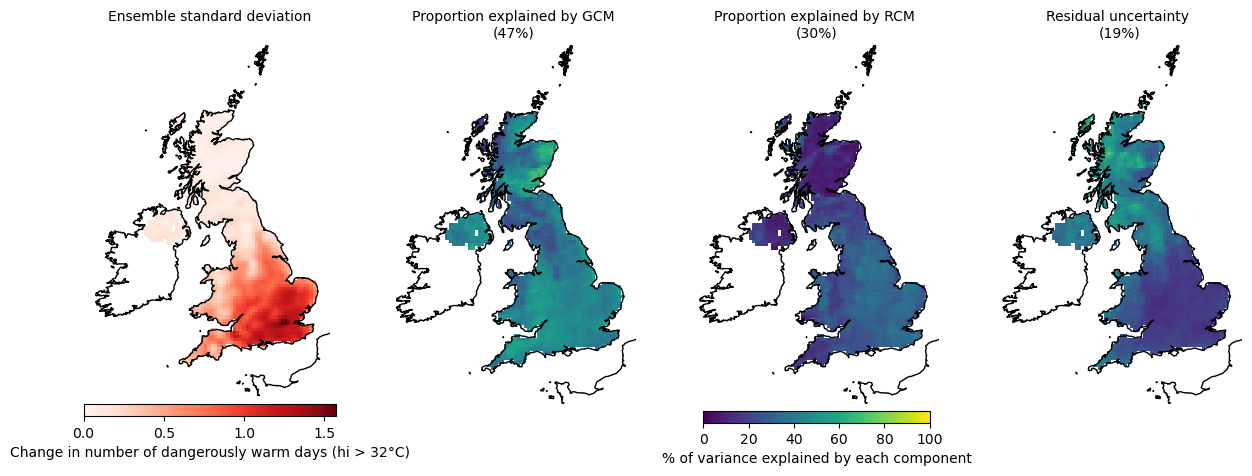 Ensemble standard deviation
Proportion explained by GCM
(47%)
Proportion explained by RCM
(30%)
Residual uncertainty
(19%)
0.0 0.5 1.0 1.5
Change in number of dangerously warm days (hi > 32°C)
0 20 40 60 80 100
% of variance explained by each component